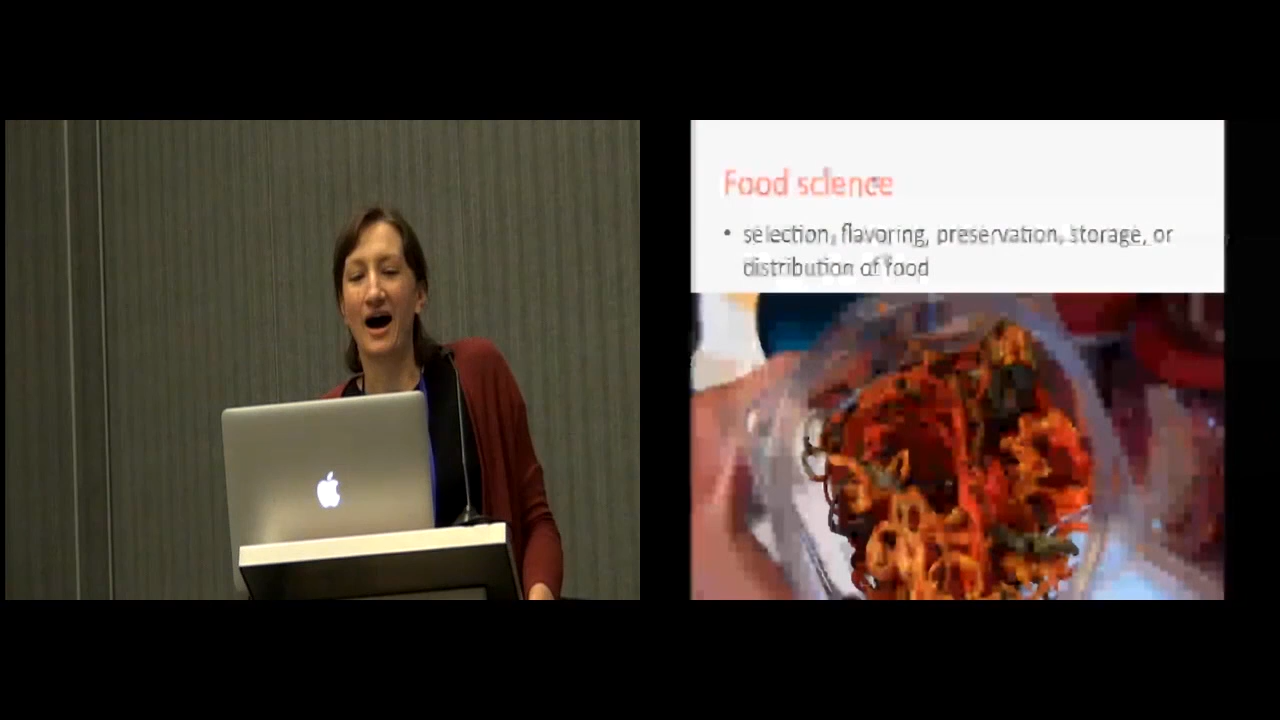 Food science
• selection, flavoring, preservation, storage, or
distribution of food